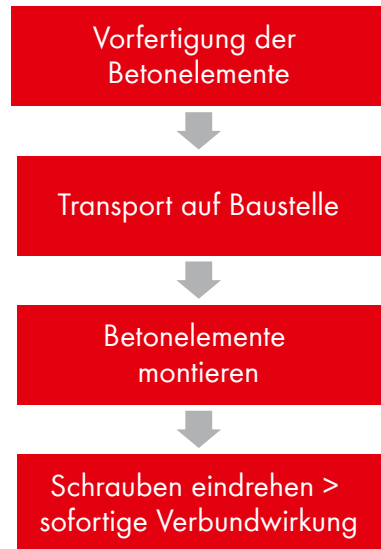 Vorfertigung der
Betonelemente
Transport auf Baustelle
Betonelemente
montieren
Schrauben eindrehen >
sofortige Verbundwirkung